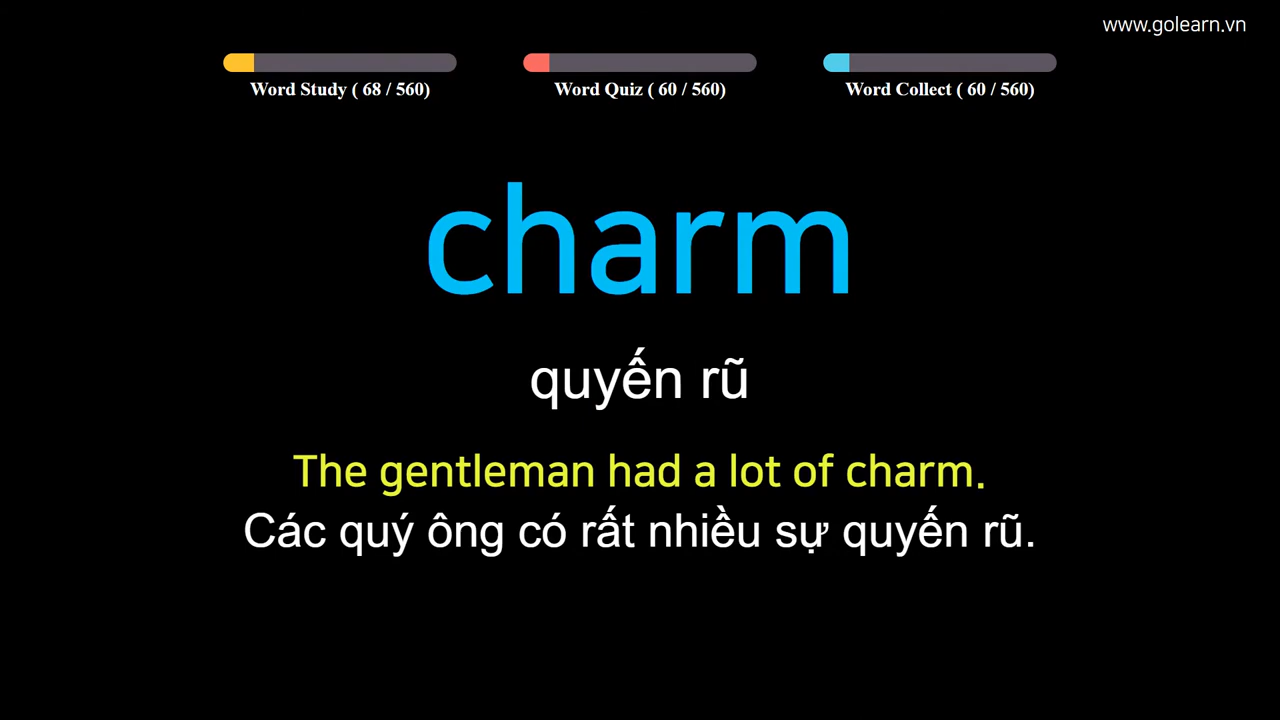 www.golearn.vn
Word Study ( 68 / 560)
Word Quiz ( 60 / 560)
Word Collect ( 60 / 560)
charm
quyến rũ
The gentleman had a lot of charm.
Các quý ông có rất nhiều sự quyến rũ.